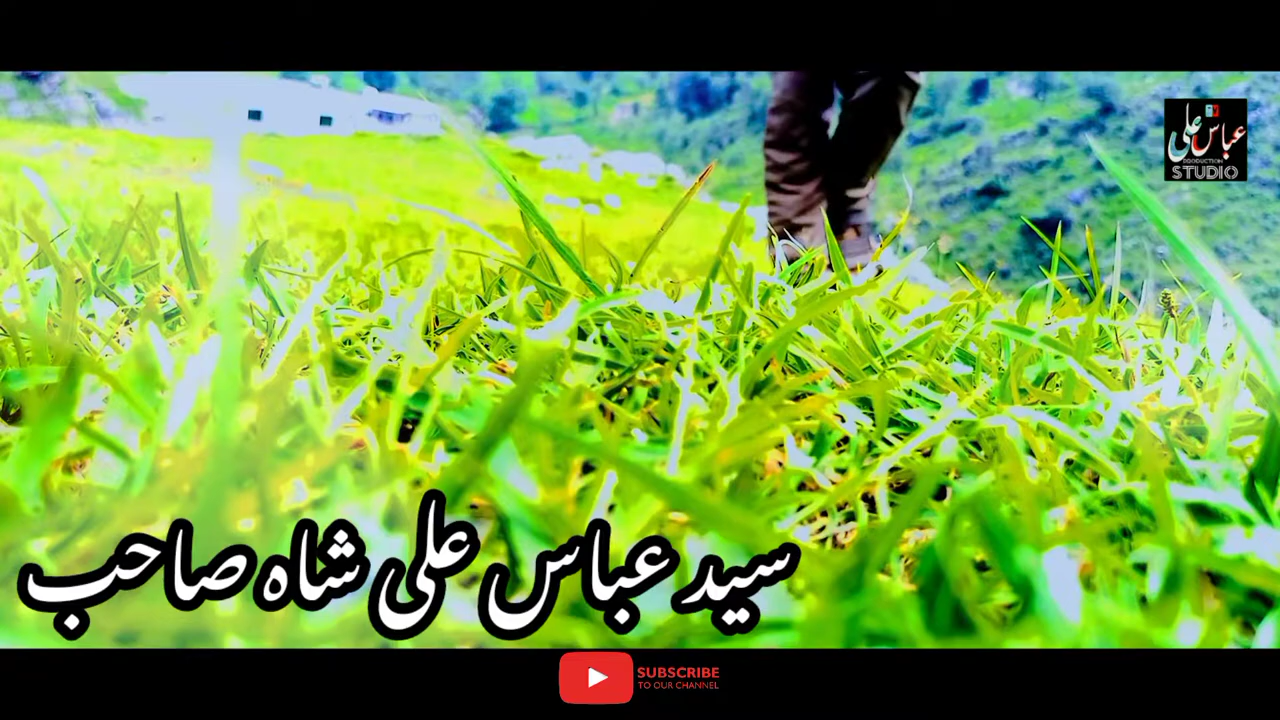 عباس علی
PRODUCTION
STUDIO
سید عباس علی شاہ صاحب
SUBSCRIBE
TO OUR CHANNEL